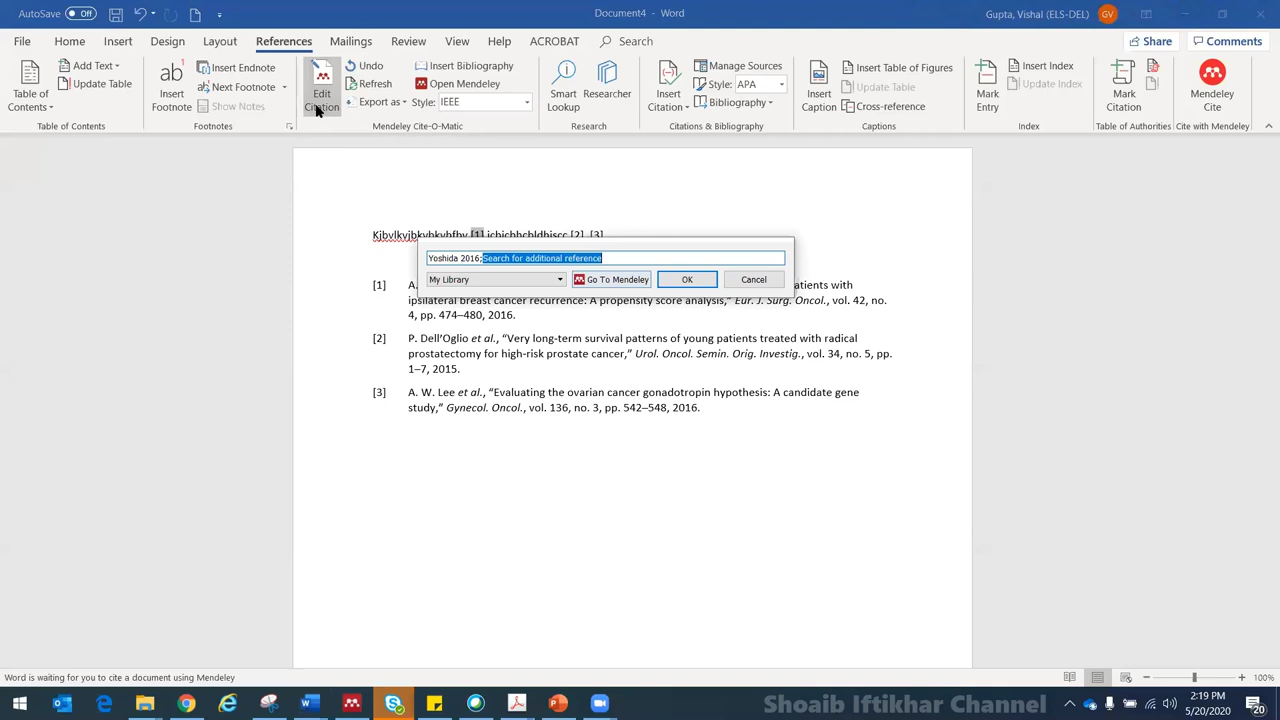 AutoSave Off Document4 - Word Gupta, Vishal (ELS-DEL) GV
File Home Insert Design Layout References Mailings Review View Help ACROBAT Search Share Comments
Table of Contents Add Text Update Table
Table of Contents
ab1 Insert Footnote Insert Endnote Next Footnote Show Notes
Footnotes
Edit Citation Undo Refresh Export as Insert Bibliography Open Mendeley Style: IEEE
Mendeley Cite-O-Matic
Smart Lookup Researcher
Research
Insert Citation Manage Sources Style: APA Bibliography
Citations & Bibliography
Insert Caption Insert Table of Figures Update Table Cross-reference
Captions
Mark Entry Insert Index Update Index
Index
Mark Citation
Table of Authorities
Mendeley Cite
Cite with Mendeley
[1] [2], [3]
Yoshida 2016;Search for additional reference
My Library Go To Mendeley OK Cancel
[1] A. patients with
ipsilateral breast cancer recurrence: A propensity score analysis,” Eur. J. Surg. Oncol., vol. 42, no.
4, pp. 474–480, 2016.
[2] P. Dell’Oglio et al., “Very long-term survival patterns of young patients treated with radical
prostatectomy for high-risk prostate cancer,” Urol. Oncol. Semin. Orig. Investig., vol. 34, no. 5, pp.
1–7, 2015.
[3] A. W. Lee et al., “Evaluating the ovarian cancer gonadotropin hypothesis: A candidate gene
study,” Gynecol. Oncol., vol. 136, no. 3, pp. 542–548, 2016.
Word is waiting for you to cite a document using Mendeley 100%
Shoaib Iftikhar Channel
2:19 PM
5/20/2020
20